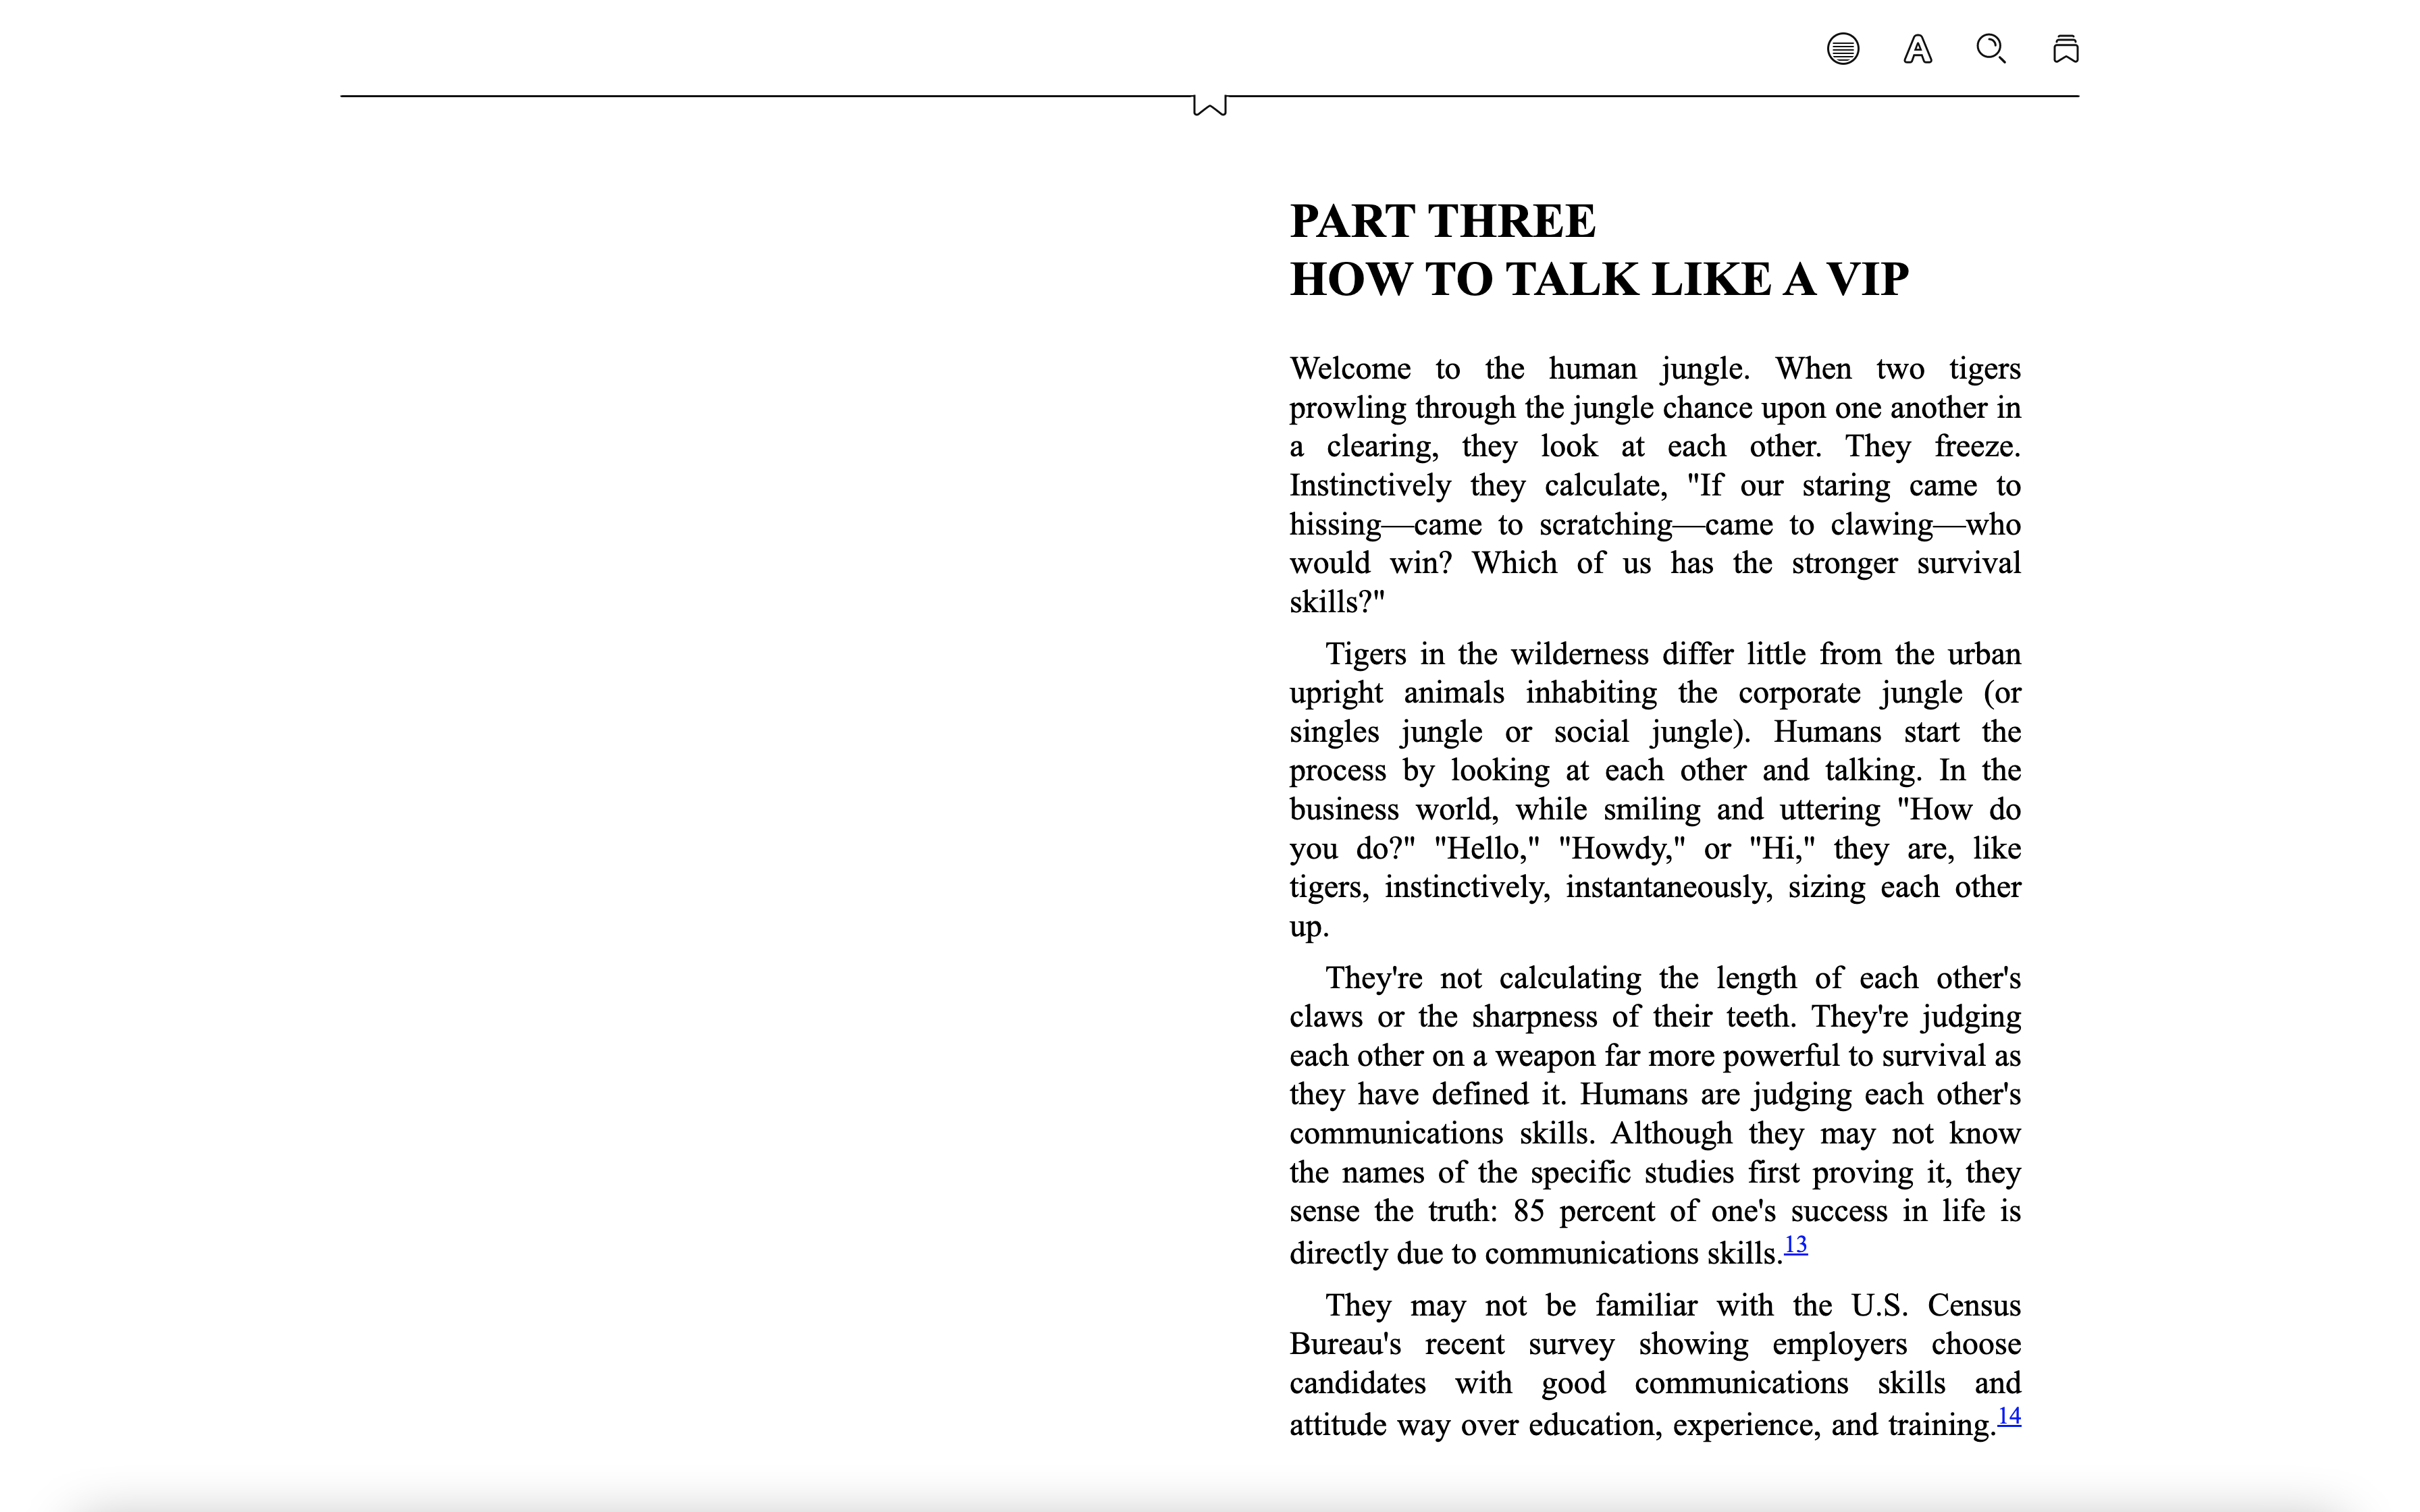 PART THREE
HOW TO TALK LIKE A VIP
Welcome to the human jungle. When two tigers
prowling through the jungle chance upon one another in
a clearing, they look at each other. They freeze.
Instinctively they calculate, "If our staring came to
hissing—came to scratching—came to clawing—who
would win? Which of us has the stronger survival
skills?"
Tigers in the wilderness differ little from the urban
upright animals inhabiting the corporate jungle (or
singles jungle or social jungle). Humans start the
process by looking at each other and talking. In the
business world, while smiling and uttering "How do
you do?" "Hello," "Howdy," or "Hi," they are, like
tigers, instinctively, instantaneously, sizing each other
up.
They're not calculating the length of each other's
claws or the sharpness of their teeth. They're judging
each other on a weapon far more powerful to survival as
they have defined it. Humans are judging each other's
communications skills. Although they may not know
the names of the specific studies first proving it, they
sense the truth: 85 percent of one's success in life is
directly due to communications skills.13
They may not be familiar with the U.S. Census
Bureau's recent survey showing employers choose
candidates with good communications skills and
attitude way over education, experience, and training.14